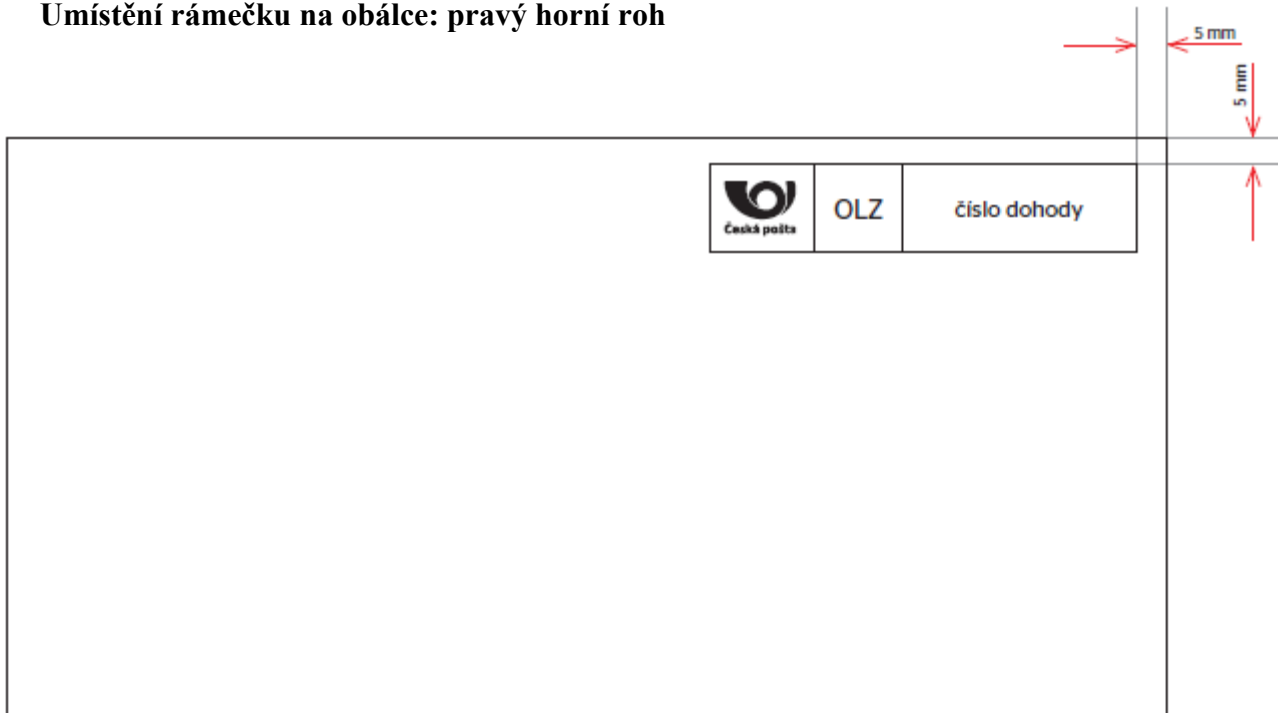 Umístění rámečku na obálce: pravý horní roh
5 mm
5 mm
Česká pošta
OLZ
číslo dohody